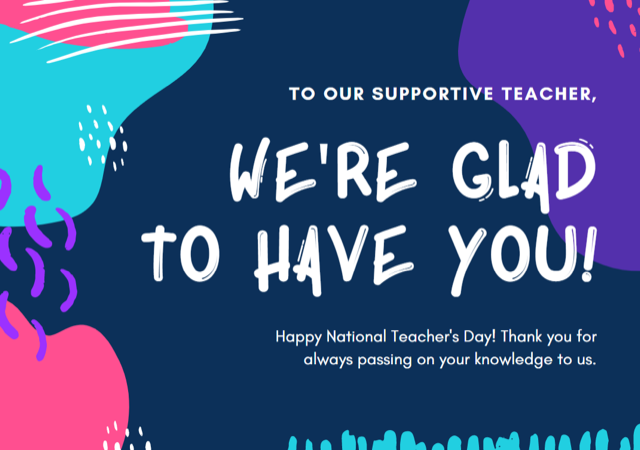 TO OUR SUPPORTIVE TEACHER,
WE'RE GLAD
TO HAVE YOU!
Happy National Teacher's Day! Thank you for
always passing on your knowledge to us.